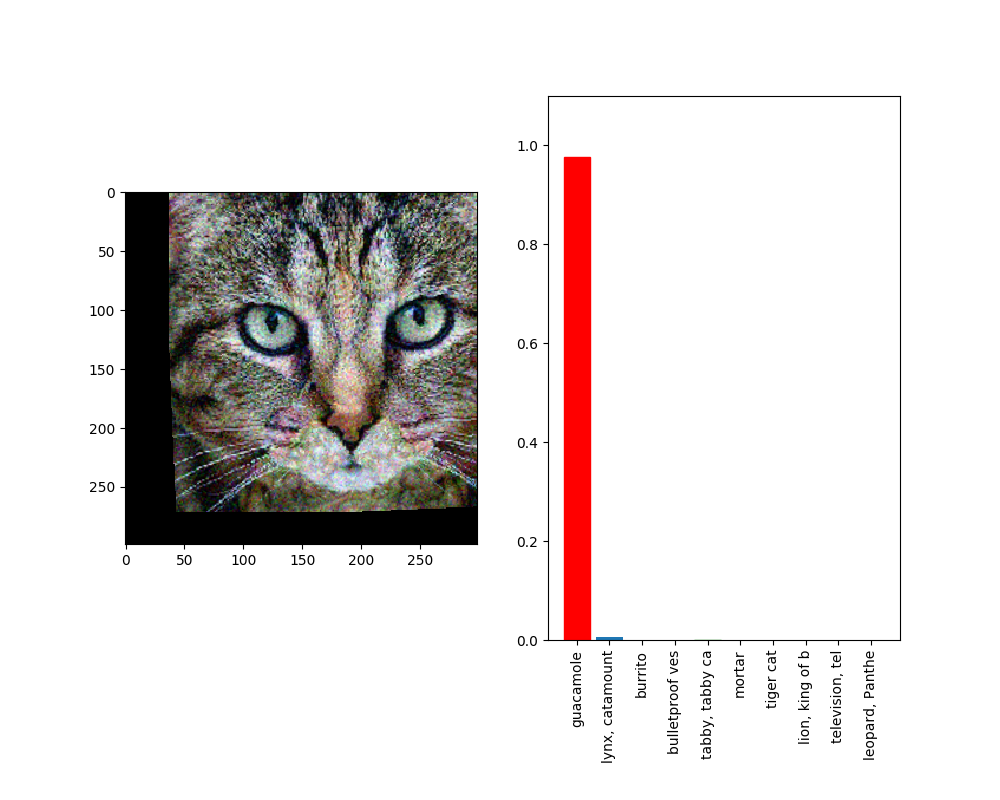 0
50
100
150
200
250
0 50 100 150 200 250
1.0
0.8
0.6
0.4
0.2
0.0
guacamole
lynx, catamount
burrito
bulletproof ves
tabby, tabby ca
mortar
tiger cat
lion, king of b
television, tel
leopard, Panthe